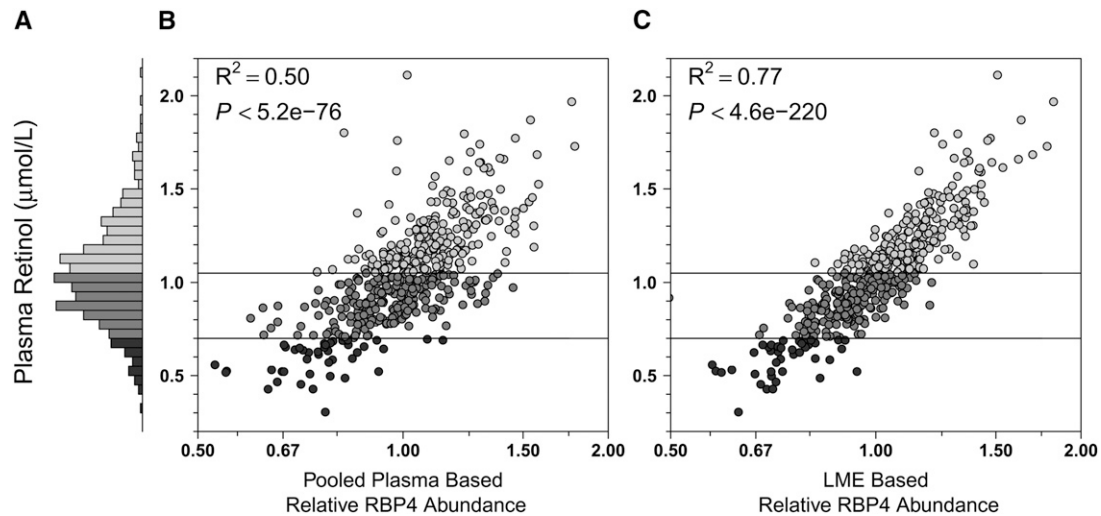 A
B
C
Plasma Retinol (μmol/L)
R² = 0.50
P < 5.2e−76
2.0
1.5
1.0
0.5
0.50 0.67 1.00 1.50 2.00
Pooled Plasma Based
Relative RBP4 Abundance
R² = 0.77
P < 4.6e−220
2.0
1.5
1.0
0.5
0.50 0.67 1.00 1.50 2.00
LME Based
Relative RBP4 Abundance